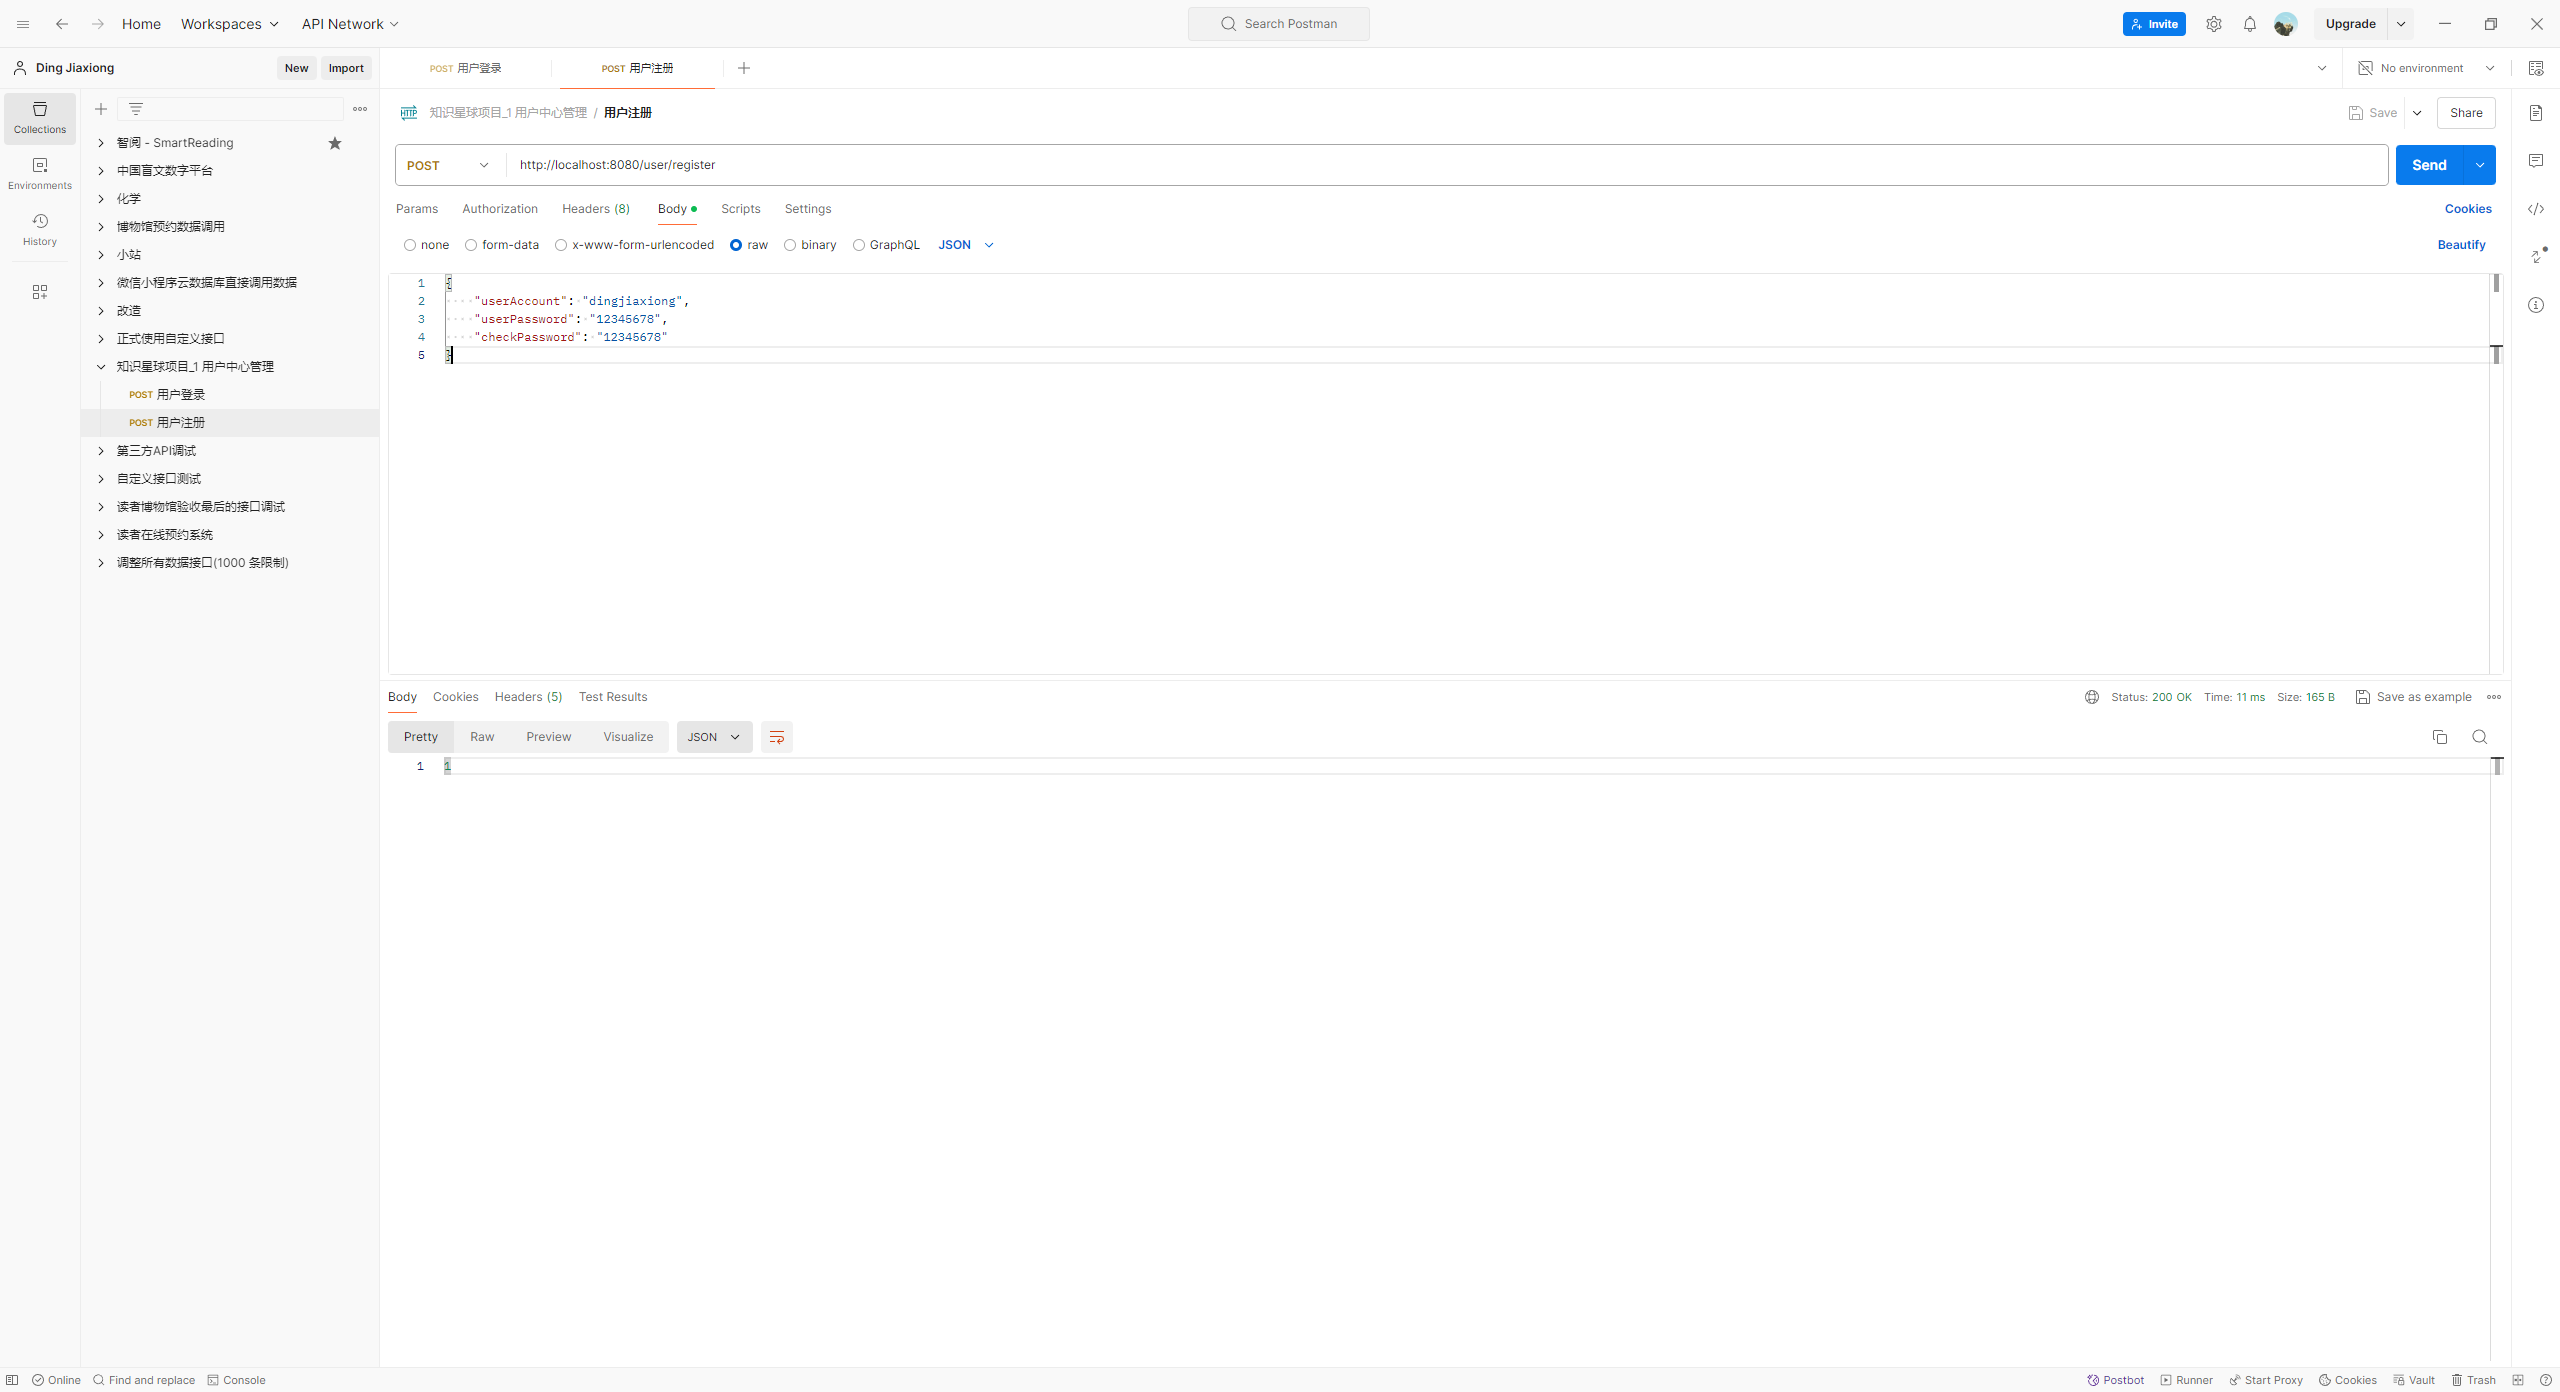 Home Workspaces API Network Search Postman Invite Upgrade
Ding Jiaxiong New Import POST 用户登录 POST 用户注册 No environment
Collections
Environments
History
智阅 - SmartReading
中国盲文数字平台
化学
博物馆预约数据调用
小站
微信小程序云数据库直接调用数据
改造
正式使用自定义接口
知识星球项目_1 用户中心管理
POST 用户登录
POST 用户注册
第三方API调试
自定义接口测试
读者博物馆验收最后的接口调试
读者在线预约系统
调整所有数据接口(1000 条限制)
HTTP 知识星球项目_1 用户中心管理 / 用户注册 Save Share
POST http://localhost:8080/user/register Send
Params Authorization Headers (8) Body Scripts Settings Cookies
none form-data x-www-form-urlencoded raw binary GraphQL JSON Beautify
1 {
2 "userAccount": "dingjiaxiong",
3 "userPassword": "12345678",
4 "checkPassword": "12345678"
5 }
Body Cookies Headers (5) Test Results Status: 200 OK Time: 11 ms Size: 165 B Save as example
Pretty Raw Preview Visualize JSON
1 1
Online Find and replace Console Postbot Runner Start Proxy Cookies Vault Trash